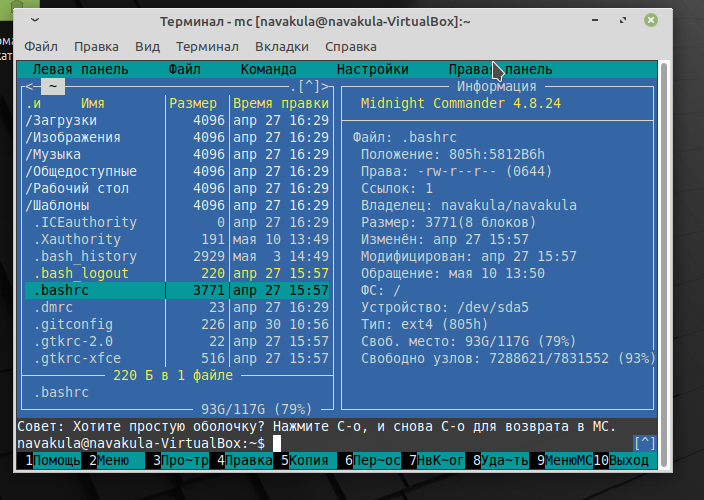 Терминал - mc [navakula@navakula-VirtualBox]:~
Файл Правка Вид Терминал Вкладки Справка
Левая панель Файл Команда Настройки Правая панель
<─ ~ .[^]> Информация
.и Имя Размер Время правки Midnight Commander 4.8.24
/Загрузки 4096 апр 27 16:29
/Изображения 4096 апр 27 16:29 Файл: .bashrc
/Музыка 4096 апр 27 16:29 Положение: 805h:5812B6h
/Общедоступные 4096 апр 27 16:29 Права: -rw-r--r-- (0644)
/Рабочий стол 4096 апр 27 16:29 Ссылок: 1
/Шаблоны 4096 апр 27 16:29 Владелец: navakula/navakula
.ICEauthority 0 апр 27 16:29 Размер: 3771(8 блоков)
.Xauthority 191 мая 10 13:49 Изменён: апр 27 15:57
.bash_history 2929 мая 3 14:49 Модифицирован: апр 27 15:57
.bash_logout 220 апр 27 15:57 Обращение: мая 10 13:50
.bashrc 3771 апр 27 15:57 ФС: /
.dmrc 23 апр 27 16:29 Устройство: /dev/sda5
.gitconfig 226 апр 30 10:56 Тип: ext4 (805h)
.gtkrc-2.0 22 апр 27 15:57 Своб. место: 93G/117G (79%)
.gtkrc-xfce 516 апр 27 15:57 Свободно узлов: 7288621/7831552 (93%)
220 Б в 1 файле
.bashrc
93G/117G (79%)
Совет: Хотите простую оболочку? Нажмите C-o, и снова C-o для возврата в MC.
navakula@navakula-VirtualBox:~$ [^]
1Помощь 2Меню 3Про~тр 4Правка 5Копия 6Пер~ос 7НвК~ог 8Уда~ть 9МенюMC 10Выход